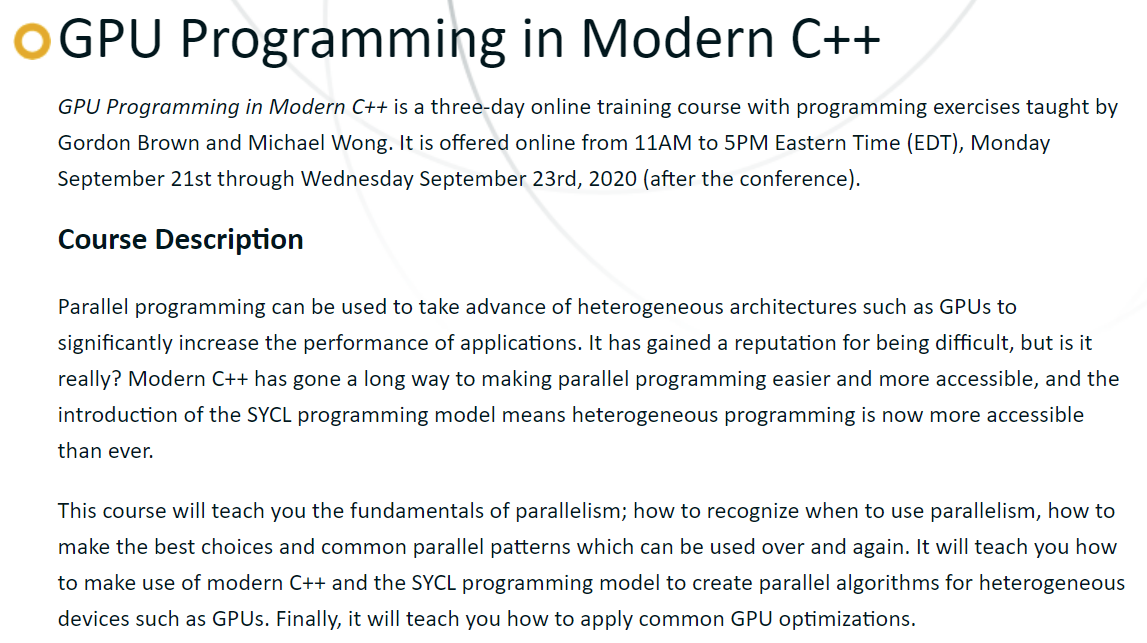 GPU Programming in Modern C++
GPU Programming in Modern C++ is a three-day online training course with programming exercises taught by
Gordon Brown and Michael Wong. It is offered online from 11AM to 5PM Eastern Time (EDT), Monday
September 21st through Wednesday September 23rd, 2020 (after the conference).
Course Description
Parallel programming can be used to take advance of heterogeneous architectures such as GPUs to
significantly increase the performance of applications. It has gained a reputation for being difficult, but is it
really? Modern C++ has gone a long way to making parallel programming easier and more accessible, and the
introduction of the SYCL programming model means heterogeneous programming is now more accessible
than ever.
This course will teach you the fundamentals of parallelism; how to recognize when to use parallelism, how to
make the best choices and common parallel patterns which can be used over and again. It will teach you how
to make use of modern C++ and the SYCL programming model to create parallel algorithms for heterogeneous
devices such as GPUs. Finally, it will teach you how to apply common GPU optimizations.